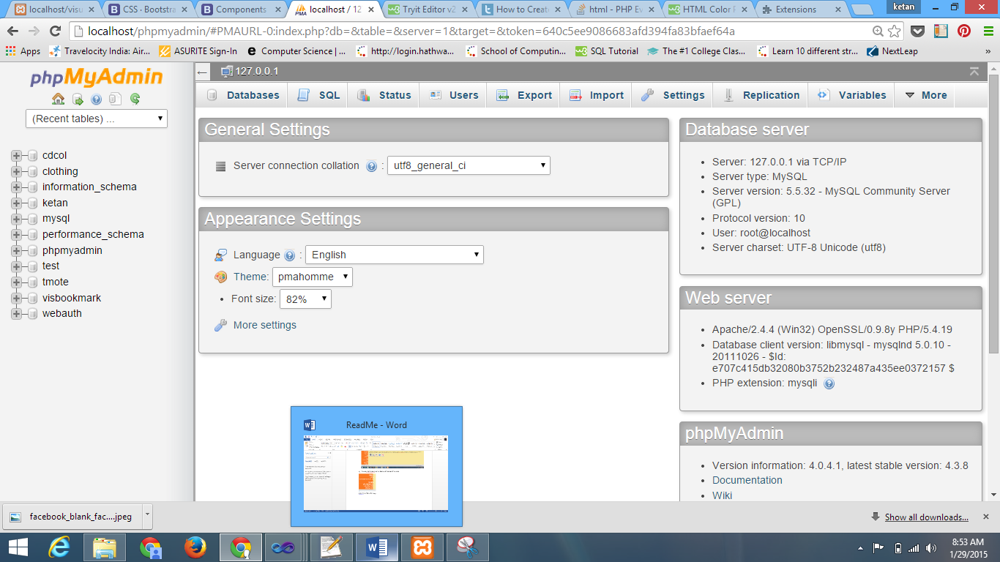 localhost/visu
CSS · Bootstra
Components
localhost / 12
Tryit Editor v2
How to Create
html - PHP Ev
HTML Color P
Extensions
ketan
localhost/phpmyadmin/#PMAURL-0:index.php?db=&table=&server=1&target=&token=640c5ee9086683afd394fa83bfaef64a
Apps
Travelocity India: Air...
ASURITE Sign-In
Computer Science | ...
http://login.hathwa...
School of Computin...
SQL Tutorial
The #1 College Clas...
Learn 10 different str...
NextLeap
»
phpMyAdmin
(Recent tables) ...
cdcol
clothing
information_schema
ketan
mysql
performance_schema
phpmyadmin
test
tmote
visbookmark
webauth
127.0.0.1
Databases
SQL
Status
Users
Export
Import
Settings
Replication
Variables
More
General Settings
Server connection collation : utf8_general_ci
Appearance Settings
Language : English
Theme: pmahomme
• Font size: 82%
More settings
Database server
• Server: 127.0.0.1 via TCP/IP
• Server type: MySQL
• Server version: 5.5.32 - MySQL Community Server
(GPL)
• Protocol version: 10
• User: root@localhost
• Server charset: UTF-8 Unicode (utf8)
Web server
• Apache/2.4.4 (Win32) OpenSSL/0.9.8y PHP/5.4.19
• Database client version: libmysql - mysqlnd 5.0.10 -
20111026 - $Id:
e707c415db32080b3752b232487a435ee0372157 $
• PHP extension: mysqli
phpMyAdmin
• Version information: 4.0.4.1, latest stable version: 4.3.8
• Documentation
• Wiki
ReadMe - Word
facebook_blank_fac....jpeg
Show all downloads...
8:53 AM
1/29/2015